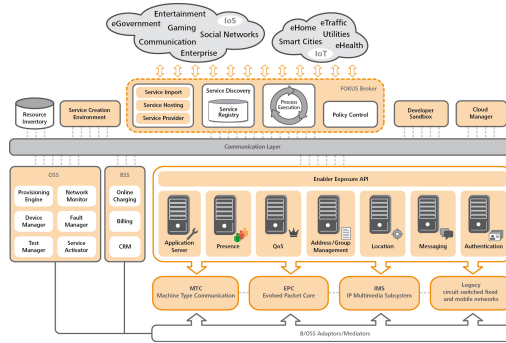 Entertainment
eGovernment
IoS
Gaming
Social Networks
Communication
Enterprise
eTraffic
eHome
Utilities
Smart Cities
eHealth
IoT
FOKUS Broker
Service Import
Service Hosting
Service Provider
Service Discovery
Service
Registry
Process
Execution
Policy Control
Resource
Inventory
Service Creation
Environment
Developer
Sandbox
Cloud
Manager
Communication Layer
OSS
Provisioning
Engine
Network
Monitor
Device
Manager
Fault
Manager
Test
Manager
Service
Activator
BSS
Online
Charging
Billing
CRM
Enabler Exposure API
Application
Server
Presence
QoS
Address/Group
Management
Location
Messaging
Authentication
MTC
Machine Type Communication
EPC
Evolved Packet Core
IMS
IP Multimedia Subsystem
Legacy
circuit switched fixed
and mobile networks
B/OSS Adaptors/Mediators